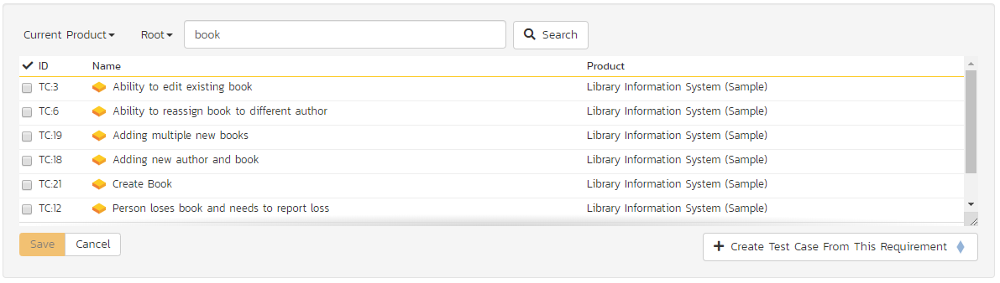 Current Product Root book Search
ID Name Product
TC:3 Ability to edit existing book Library Information System (Sample)
TC:6 Ability to reassign book to different author Library Information System (Sample)
TC:19 Adding multiple new books Library Information System (Sample)
TC:18 Adding new author and book Library Information System (Sample)
TC:21 Create Book Library Information System (Sample)
TC:12 Person loses book and needs to report loss Library Information System (Sample)
Save Cancel Create Test Case From This Requirement